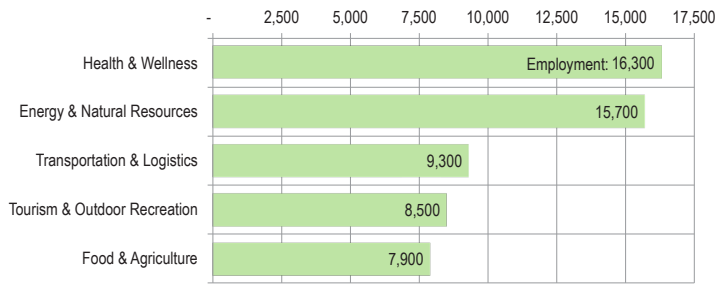 - 2,500 5,000 7,500 10,000 12,500 15,000 17,500
Health & Wellness Employment: 16,300
Energy & Natural Resources 15,700
Transportation & Logistics 9,300
Tourism & Outdoor Recreation 8,500
Food & Agriculture 7,900